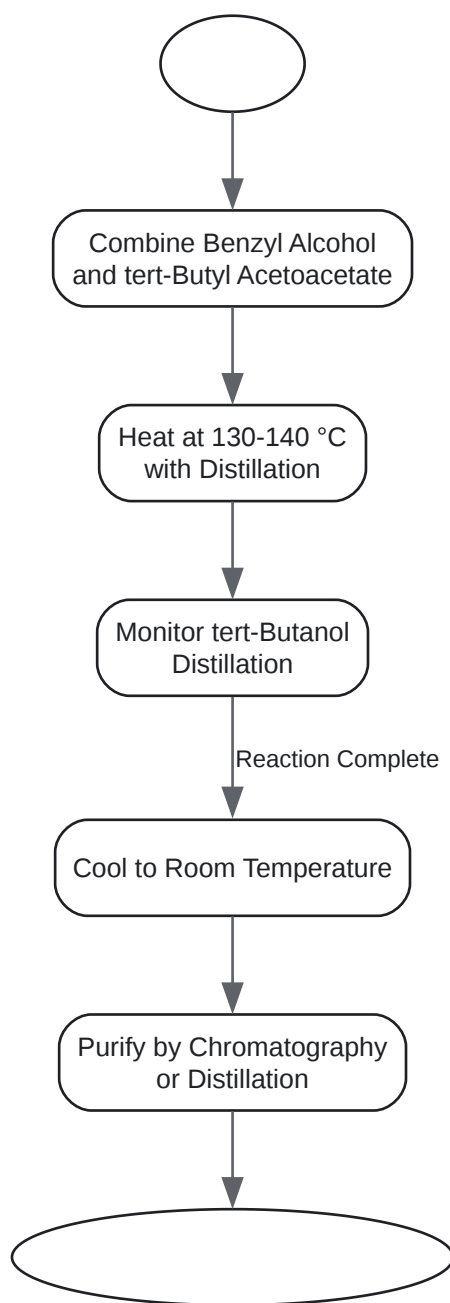 Combine Benzyl Alcohol
and tert-Butyl Acetoacetate
Heat at 130-140 °C
with Distillation
Monitor tert-Butanol
Distillation
Reaction Complete
Cool to Room Temperature
Purify by Chromatography
or Distillation